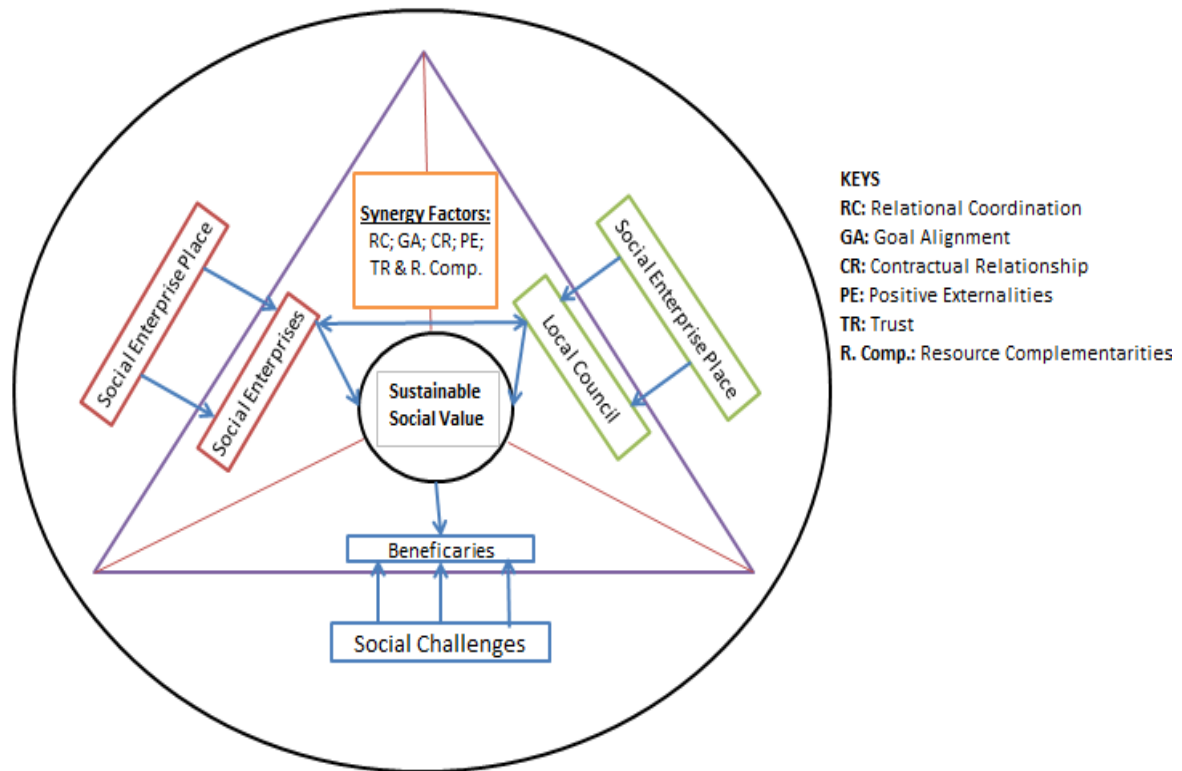 Synergy Factors:
RC; GA; CR; PE;
TR & R. Comp.
Social Enterprise Place
Social Enterprises
Social Enterprise Place
Local Council
Sustainable
Social Value
Beneficaries
Social Challenges
KEYS
RC: Relational Coordination
GA: Goal Alignment
CR: Contractual Relationship
PE: Positive Externalities
TR: Trust
R. Comp.: Resource Complementarities